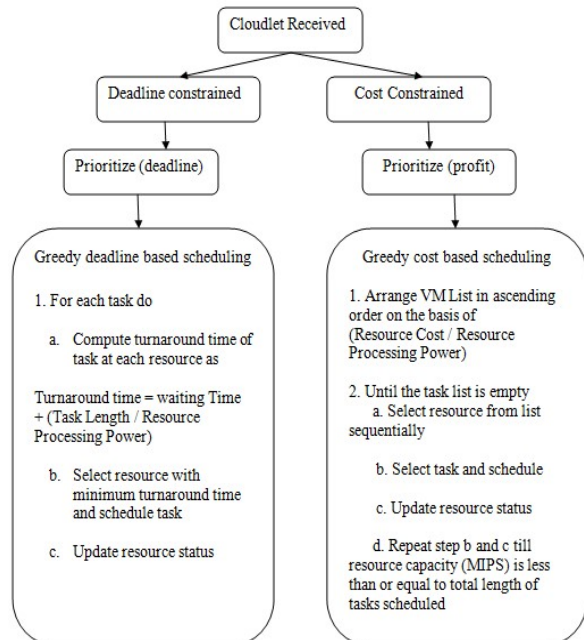 Cloudlet Received
Deadline constrained
Cost Constrained
Prioritize (deadline)
Prioritize (profit)
Greedy deadline based scheduling
1. For each task do
a. Compute turnaround time of
task at each resource as
Turnaround time = waiting Time
+ (Task Length / Resource
Processing Power)
b. Select resource with
minimum turnaround time
and schedule task
c. Update resource status
Greedy cost based scheduling
1. Arrange VM List in ascending
order on the basis of
(Resource Cost / Resource
Processing Power)
2. Until the task list is empty
a. Select resource from list
sequentially
b. Select task and schedule
c. Update resource status
d. Repeat step b and c till
resource capacity (MIPS) is less
than or equal to total length of
tasks scheduled